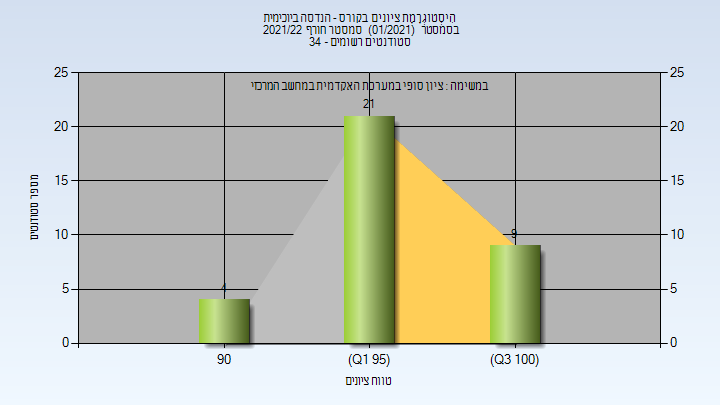 היסטוגרמת ציונים בקורס - הנדסה ביוכימית
בסמסטר (01/2021) סמסטר חורף 2021/22
סטודנטים רשומים - 34
במשימה : ציון סופי במערכת האקדמית במחשב המרכזי
מספר סטודנטים
25 25
20 20
15 15
10 10
5 5
0 0
4 21 9
90 (Q1 95) (Q3 100)
טווח ציונים